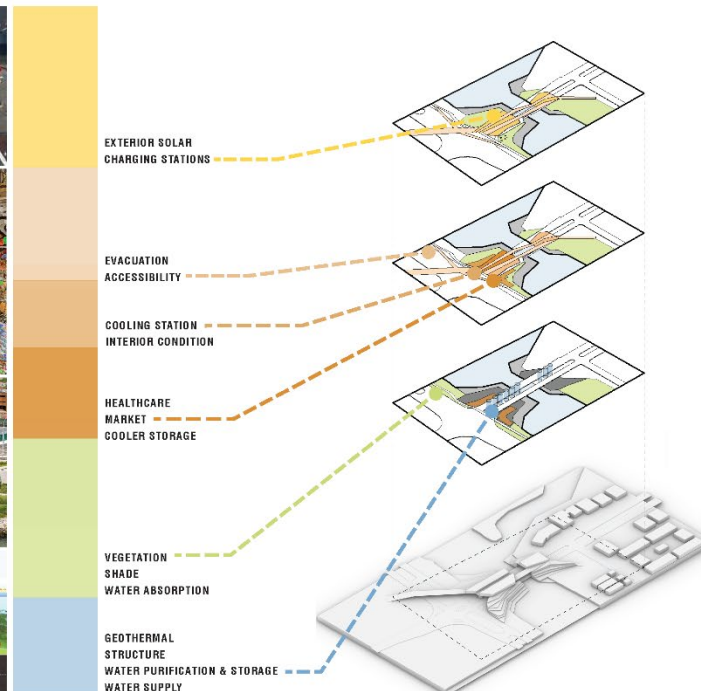 EXTERIOR SOLAR
CHARGING STATIONS
EVACUATION
ACCESSIBILITY
COOLING STATION
INTERIOR CONDITION
HEALTHCARE
MARKET
COOLER STORAGE
VEGETATION
SHADE
WATER ABSORPTION
GEOTHERMAL
STRUCTURE
WATER PURIFICATION & STORAGE
WATER SUPPLY